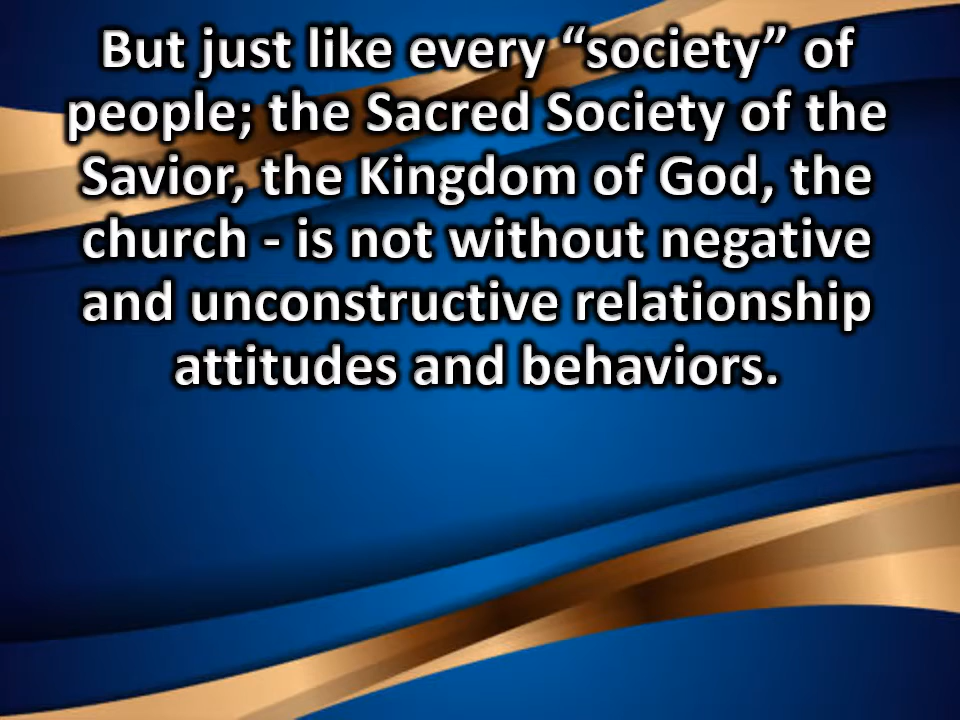 But just like every “society” of
people; the Sacred Society of the
Savior, the Kingdom of God, the
church - is not without negative
and unconstructive relationship
attitudes and behaviors.